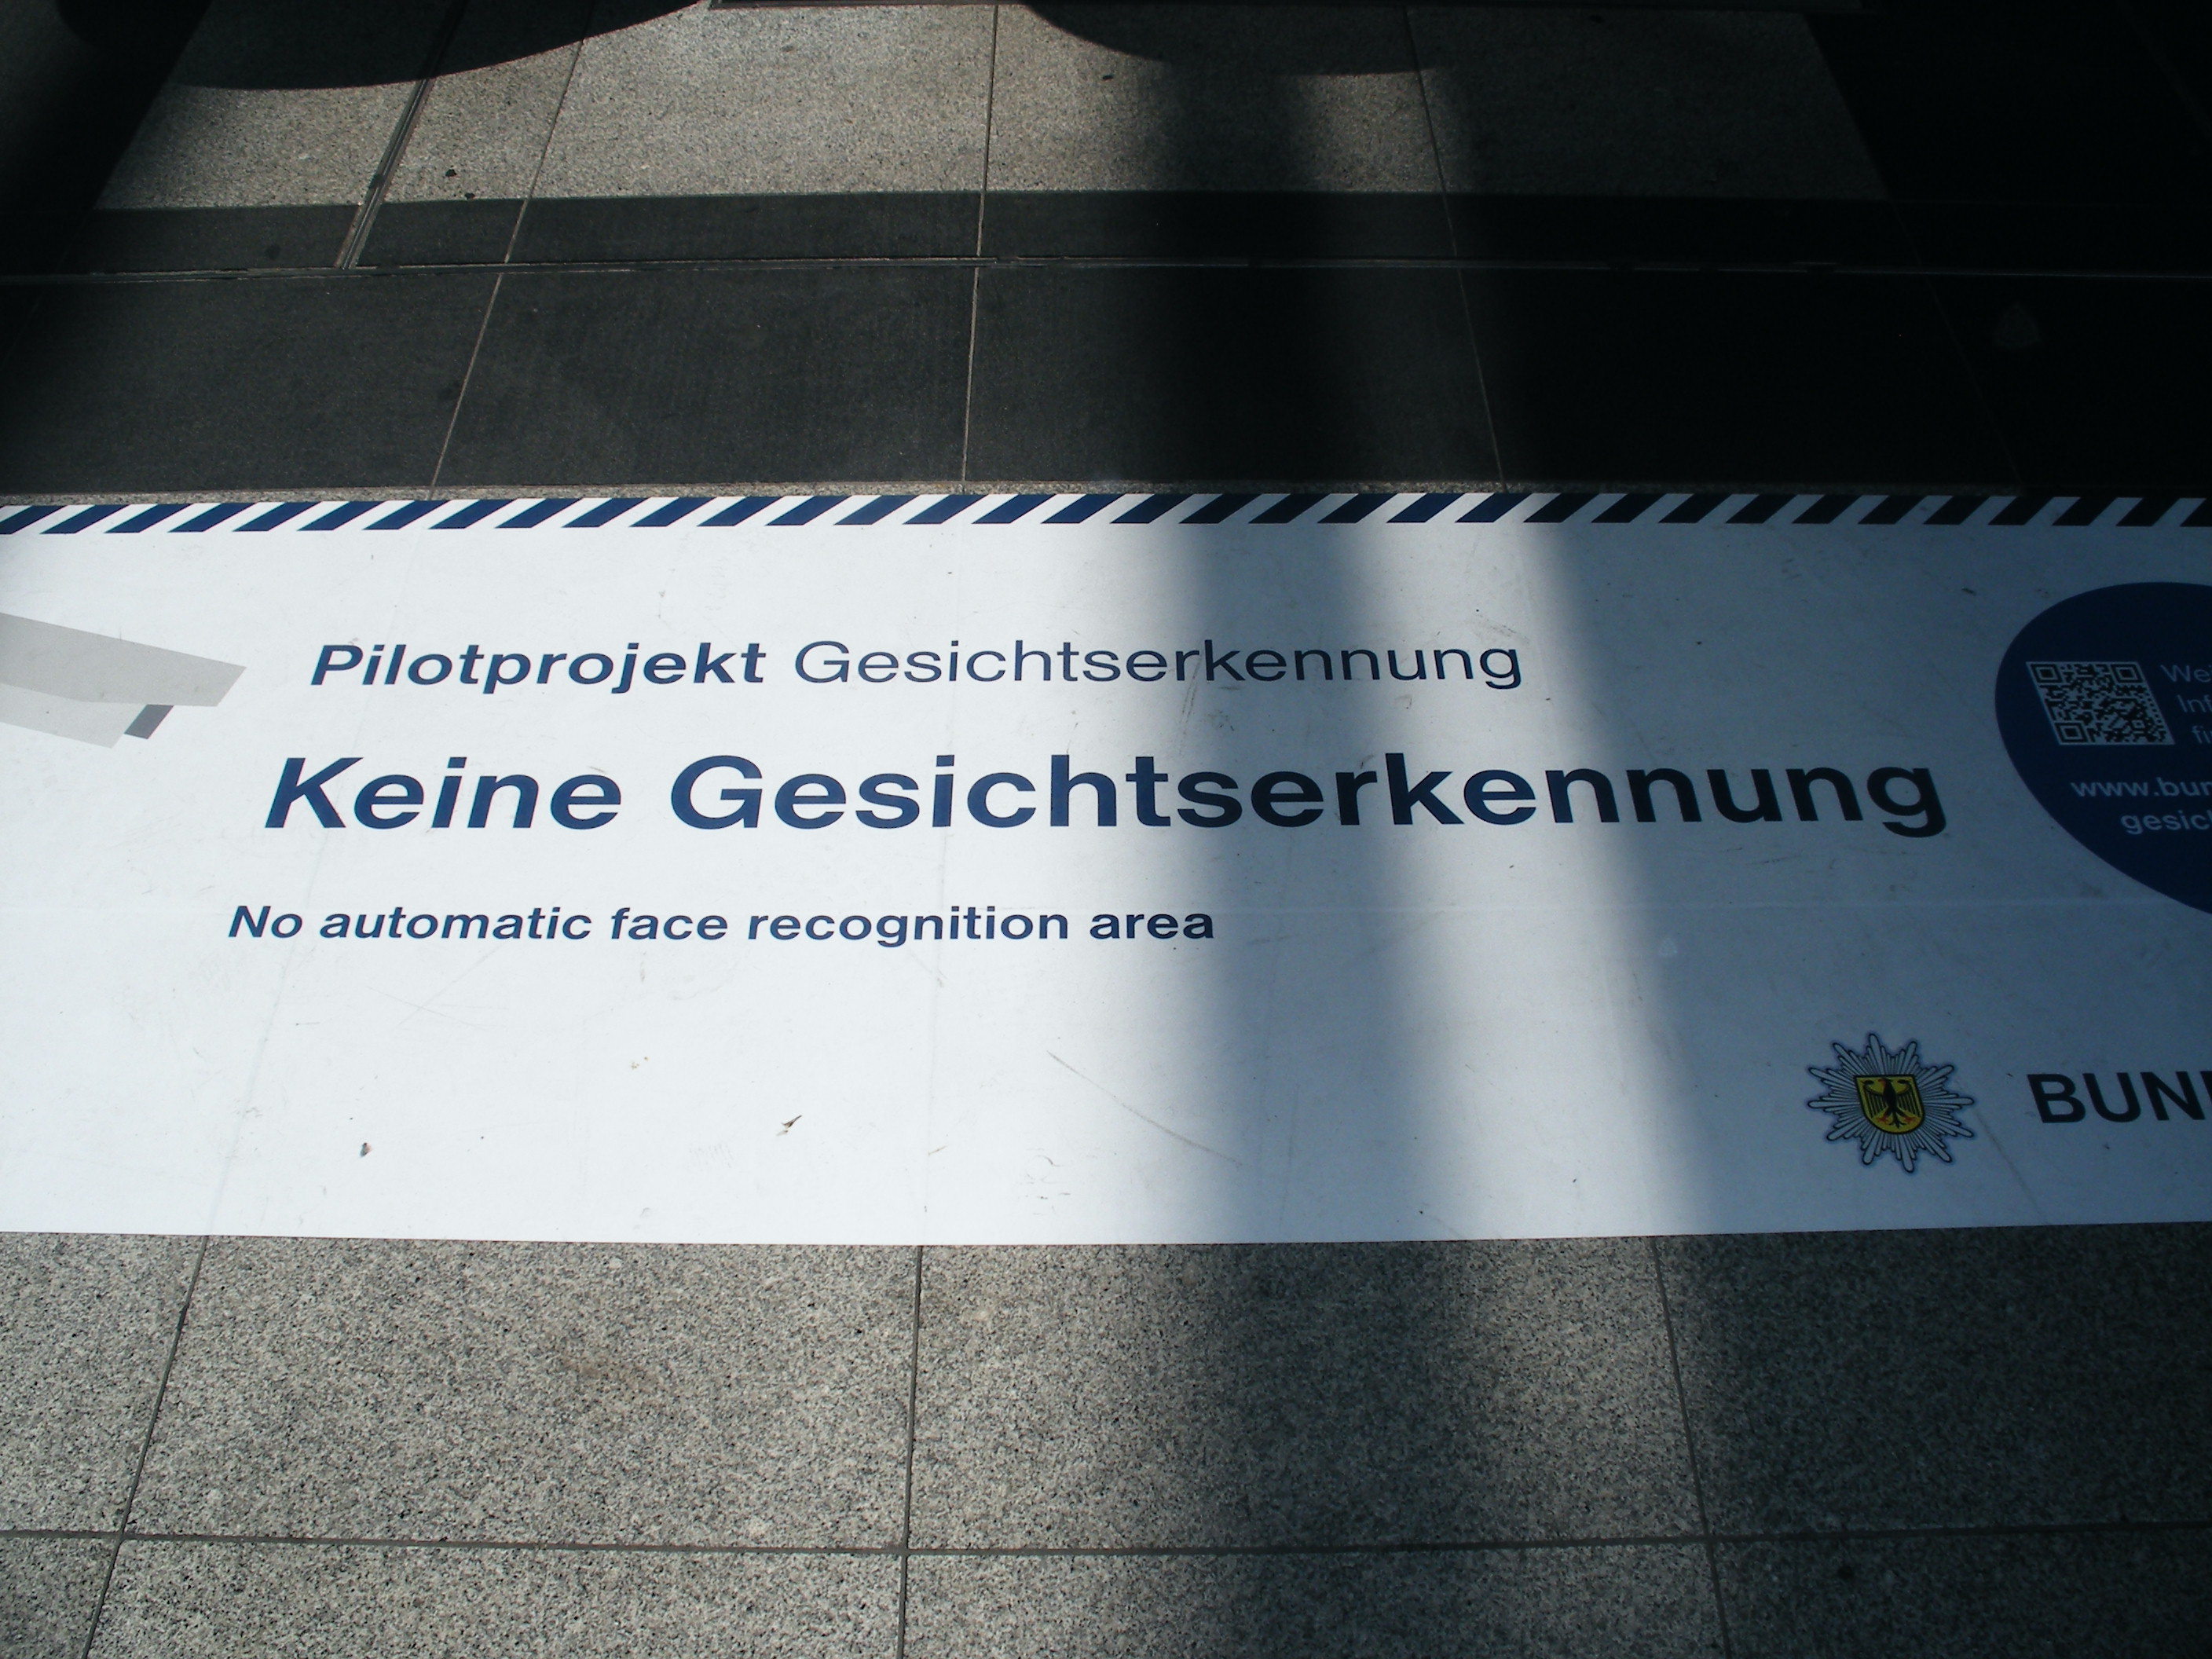 Pilotprojekt Gesichtserkennung
Keine Gesichtserkennung
No automatic face recognition area